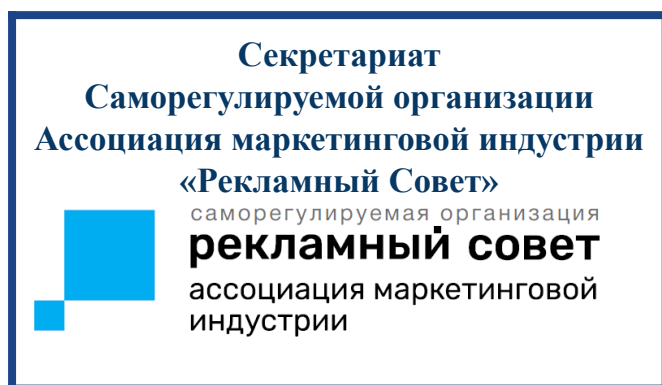 Секретариат
Саморегулируемой организации
Ассоциация маркетинговой индустрии
«Рекламный Совет»
саморегулируемая организация
рекламный совет
ассоциация маркетинговой
индустрии